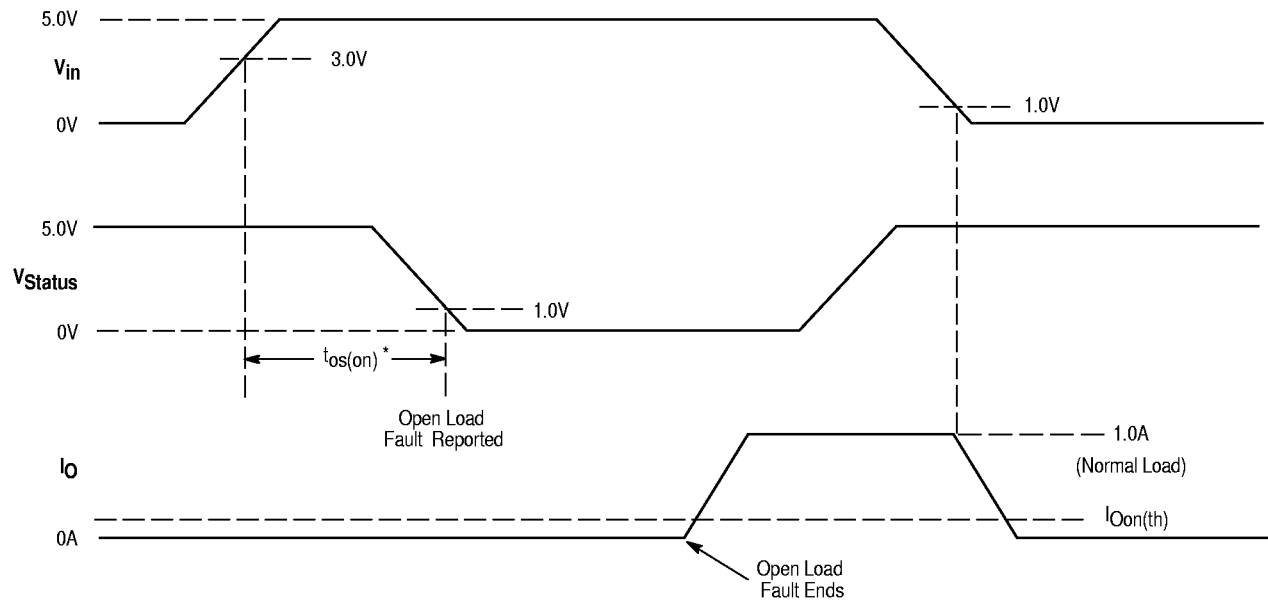 5.0V
Vin
3.0V
0V
1.0V
5.0V
VStatus
1.0V
0V
tos(on) *
Open Load
Fault Reported
1.0A
IO
(Normal Load)
IOon(th)
0A
Open Load
Fault Ends